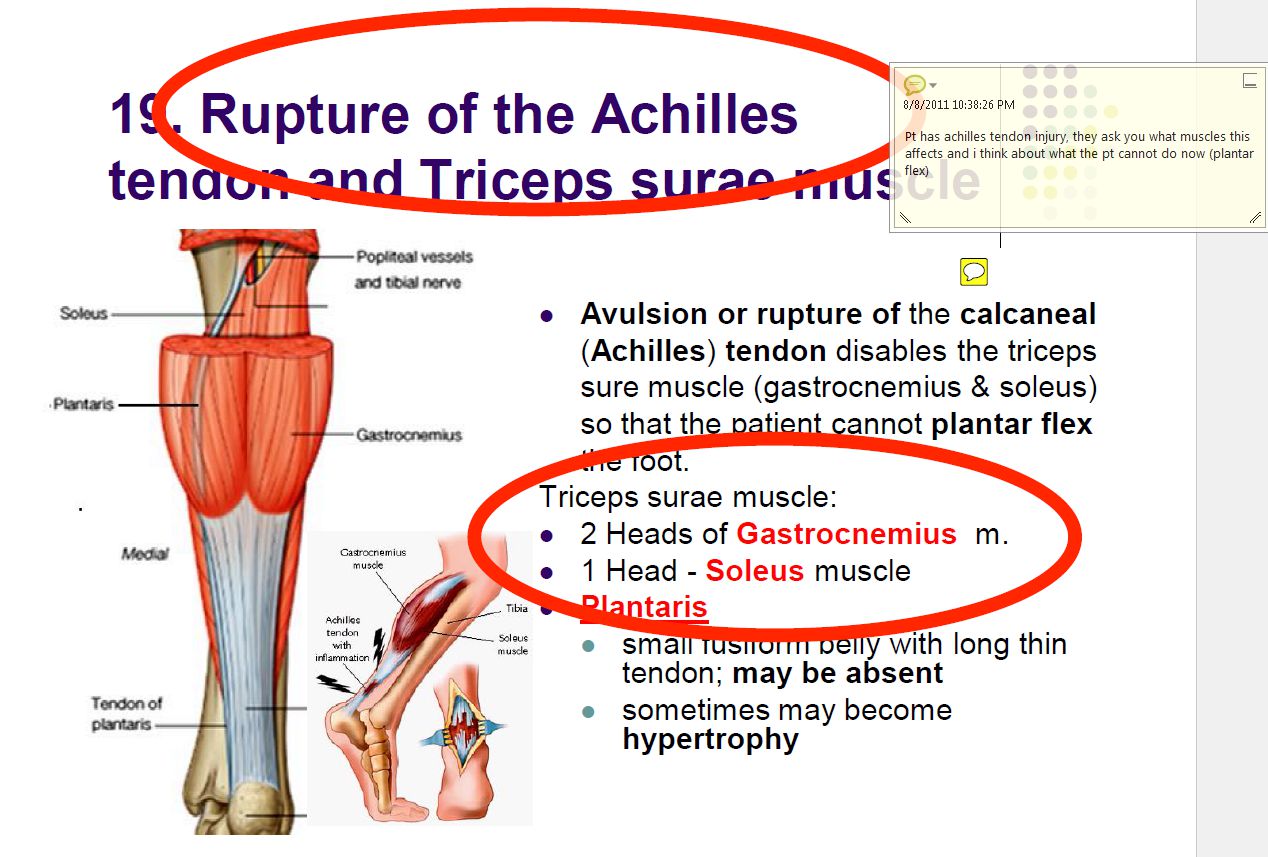 19. Rupture of the Achilles
tendon and Triceps surae muscle
8/8/2011 10:38:26 PM
Pt has achilles tendon injury, they ask you what muscles this
affects and i think about what the pt cannot do now (plantar
flex)
Popliteal vessels
and tibial nerve
Soleus
Plantaris
Gastrocnemius
Medial
Tendon of
plantaris
Gastrocnemius
muscle
Tibia
Achilles
tendon
with
inflammation
Soleus
muscle
Avulsion or rupture of the calcaneal
(Achilles) tendon disables the triceps
sure muscle (gastrocnemius & soleus)
so that the patient cannot plantar flex
the foot.
Triceps surae muscle:
2 Heads of Gastrocnemius m.
1 Head - Soleus muscle
Plantaris
small fusiform belly with long thin
tendon; may be absent
sometimes may become
hypertrophy